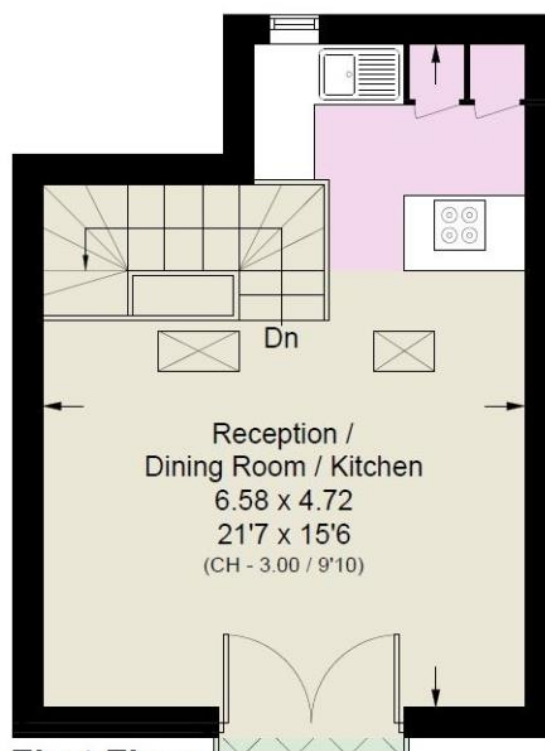 Dn
Reception /
Dining Room / Kitchen
6.58 x 4.72
21'7 x 15'6
(CH - 3.00 / 9'10)